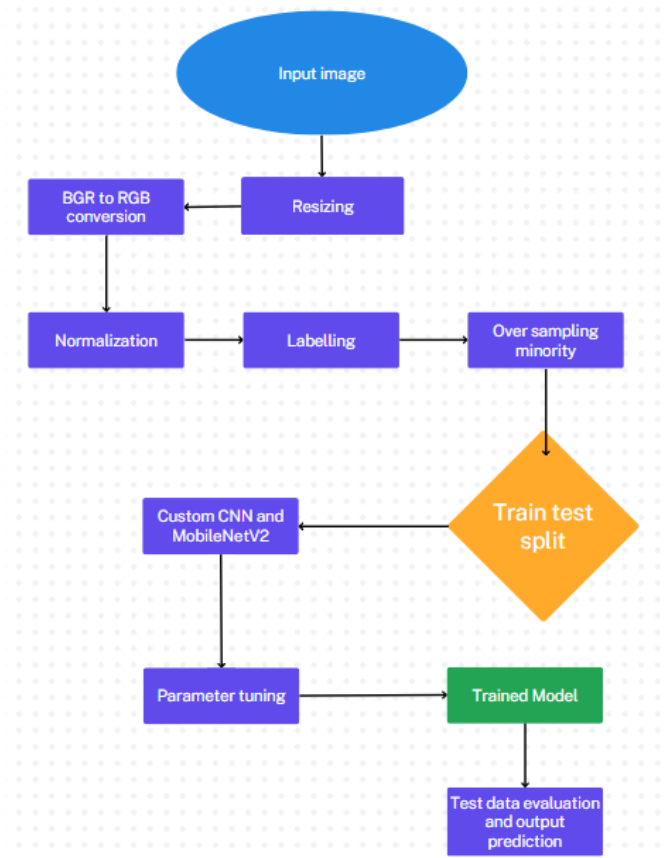 Input image
Resizing
BGR to RGB
conversion
Normalization
Labelling
Over sampling
minority
Train test
split
Custom CNN and
MobileNetV2
Parameter tuning
Trained Model
Test data evaluation
and output
prediction